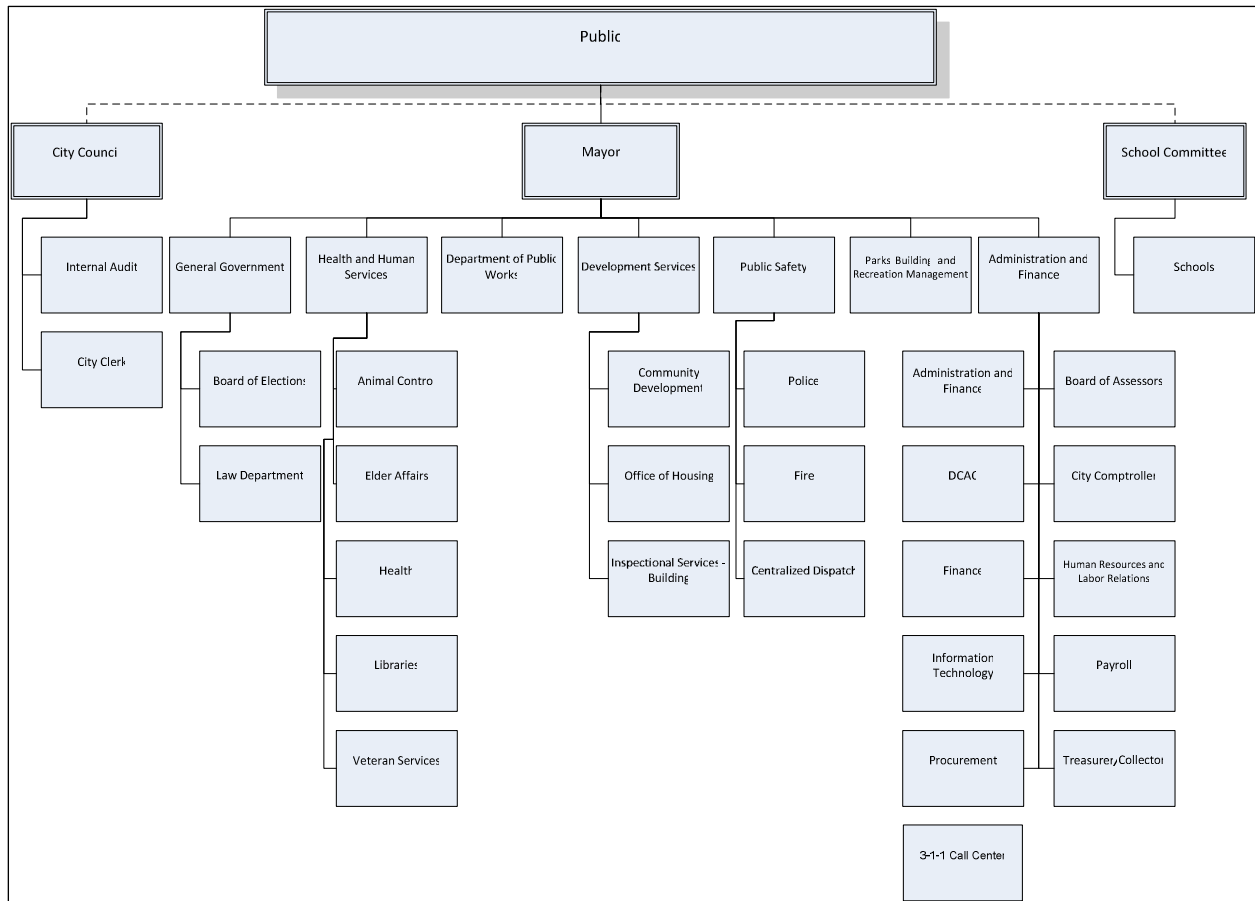 Public
City Counci
Mayor
School Committee
Internal Audit
General Government
Health and Human
Services
Department of Public
Works
Development Services
Public Safety
Parks Building and
Recreation Management
Administration and
Finance
Schools
City Clerk
Board of Elections
Animal Contro
Community
Development
Police
Administration and
Finance
Board of Assessors
Law Department
Elder Affairs
Office of Housing
Fire
DCAC
City Comptroller
Health
Inspectional Services -
Building
Centralized Dispatch
Finance
Human Resources and
Labor Relations
Libraries
Information
Technology
Payroll
Veteran Services
Procurement
Treasurer/Collector
3-1-1 Call Center